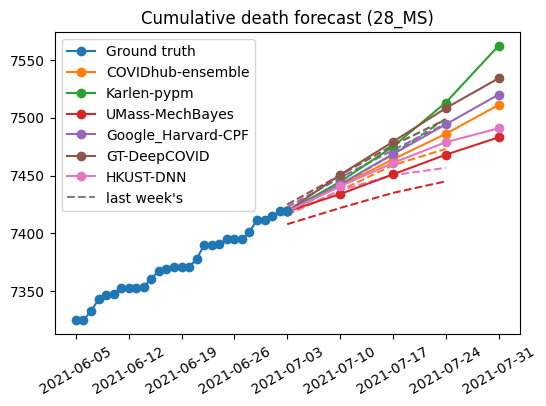 Cumulative death forecast (28_MS)
7550
7500
7450
7400
7350
Ground truth
COVIDhub-ensemble
Karlen-pypm
UMass-MechBayes
Google_Harvard-CPF
GT-DeepCOVID
HKUST-DNN
last week's
2021-06-05
2021-06-12
2021-06-19
2021-06-26
2021-07-03
2021-07-10
2021-07-17
2021-07-24
2021-07-31